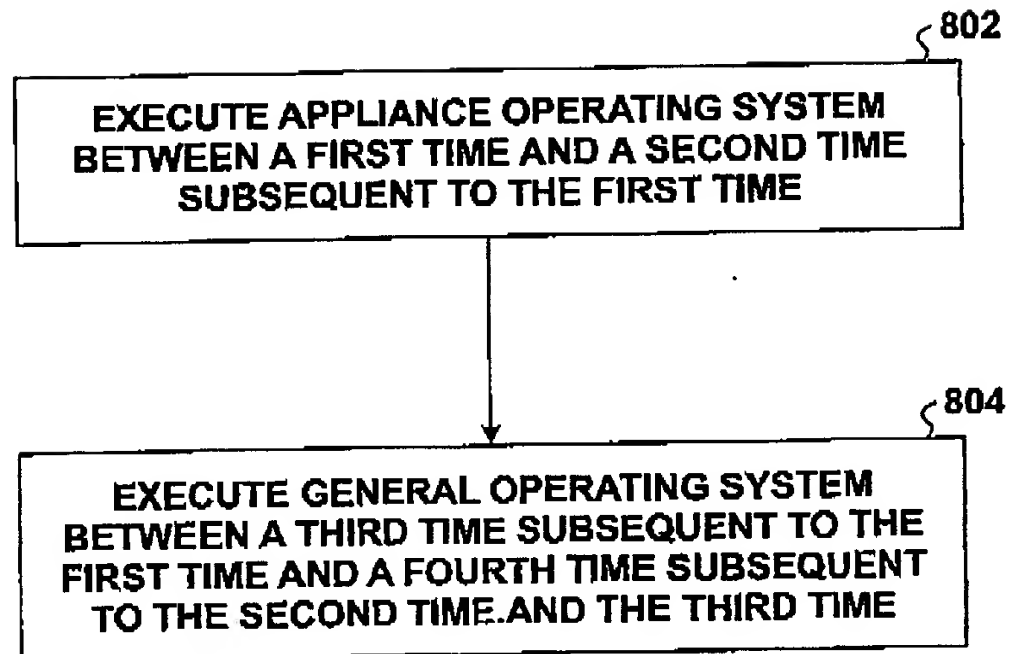 802
EXECUTE APPLIANCE OPERATING SYSTEM
BETWEEN A FIRST TIME AND A SECOND TIME
SUBSEQUENT TO THE FIRST TIME
804
EXECUTE GENERAL OPERATING SYSTEM
BETWEEN A THIRD TIME SUBSEQUENT TO THE
FIRST TIME AND A FOURTH TIME SUBSEQUENT
TO THE SECOND TIME.AND THE THIRD TIME